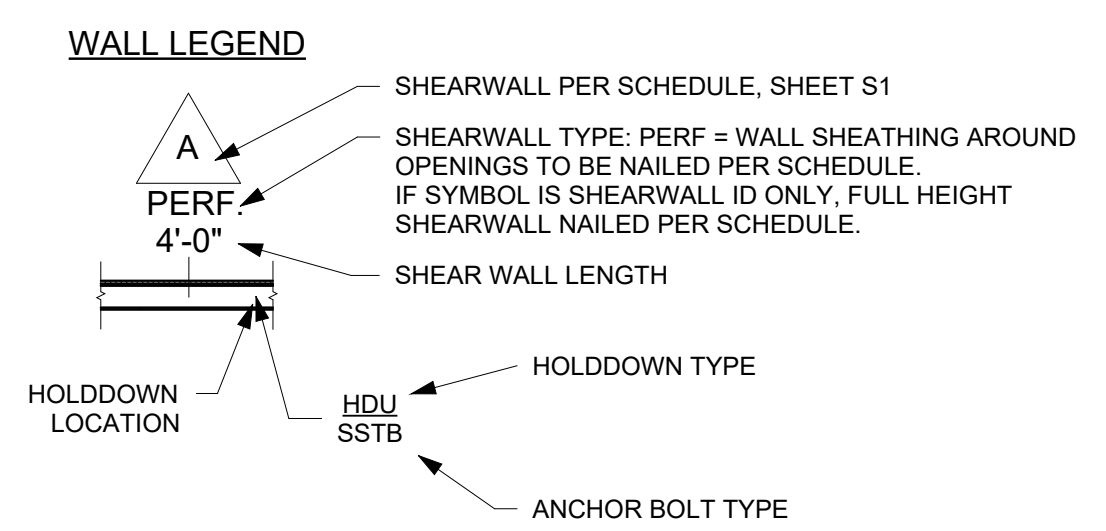 WALL LEGEND
A
PERF.
4'-0"
SHEARWALL PER SCHEDULE, SHEET S1
SHEARWALL TYPE: PERF = WALL SHEATHING AROUND
OPENINGS TO BE NAILED PER SCHEDULE.
IF SYMBOL IS SHEARWALL ID ONLY, FULL HEIGHT
SHEARWALL NAILED PER SCHEDULE.
SHEAR WALL LENGTH
HOLDDOWN
LOCATION
HDU
SSTB
HOLDDOWN TYPE
ANCHOR BOLT TYPE